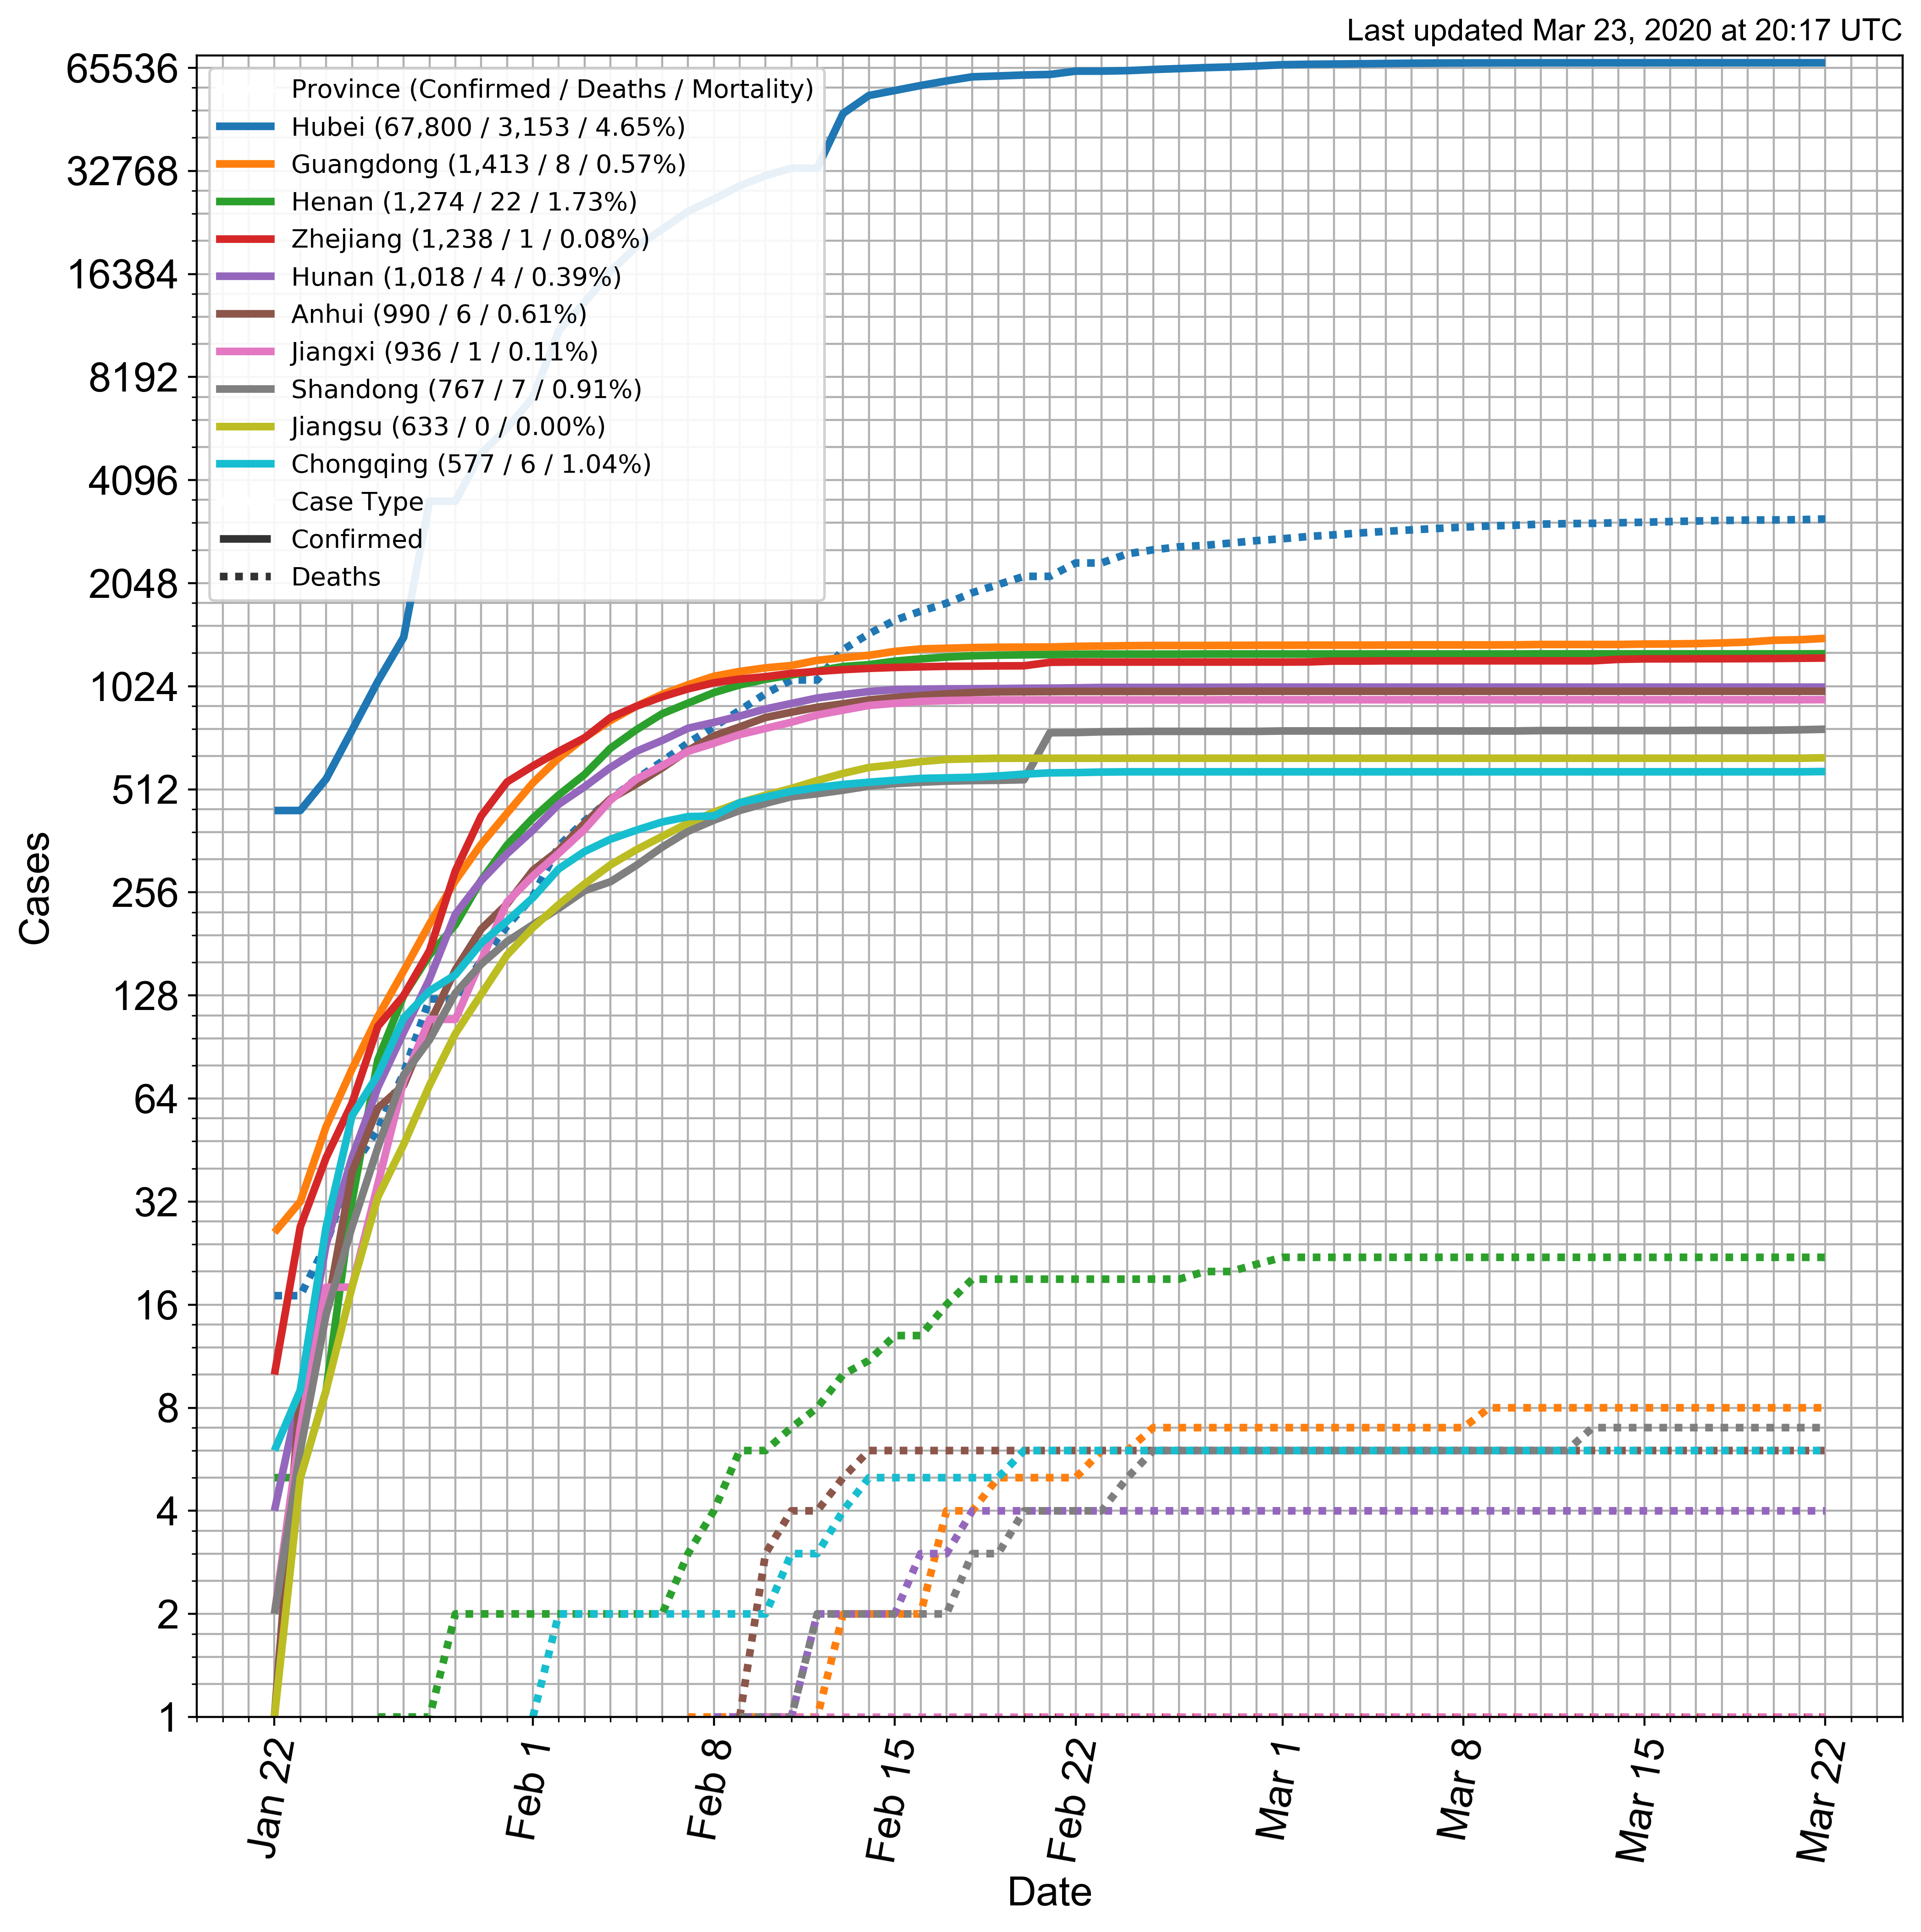 Last updated Mar 23, 2020 at 20:17 UTC
Province (Confirmed / Deaths / Mortality)
Hubei (67,800 / 3,153 / 4.65%)
Guangdong (1,413 / 8 / 0.57%)
Henan (1,274 / 22 / 1.73%)
Zhejiang (1,238 / 1 / 0.08%)
Hunan (1,018 / 4 / 0.39%)
Anhui (990 / 6 / 0.61%)
Jiangxi (936 / 1 / 0.11%)
Shandong (767 / 7 / 0.91%)
Jiangsu (633 / 0 / 0.00%)
Chongqing (577 / 6 / 1.04%)
Case Type
Confirmed
Deaths
65536
32768
16384
8192
4096
2048
1024
512
256
128
64
32
16
8
4
2
1
Cases
Jan 22
Feb 1
Feb 8
Feb 15
Feb 22
Mar 1
Mar 8
Mar 15
Mar 22
Date